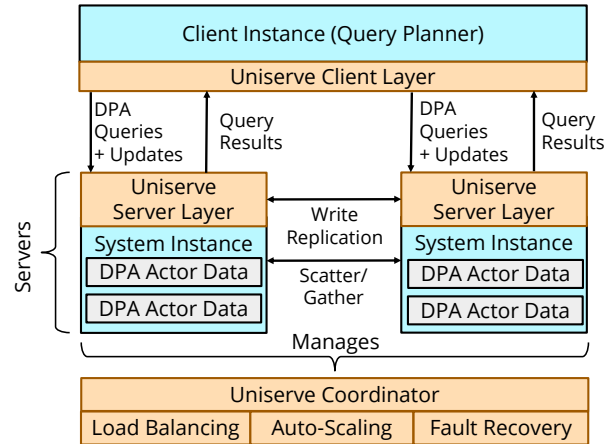 Client Instance (Query Planner)
Uniserve Client Layer
DPA
Queries
+ Updates
Query
Results
DPA
Queries
+ Updates
Query
Results
Servers
Uniserve
Server Layer
System Instance
DPA Actor Data
DPA Actor Data
Write
Replication
Scatter/
Gather
Uniserve
Server Layer
System Instance
DPA Actor Data
DPA Actor Data
Manages
Uniserve Coordinator
Load Balancing
Auto-Scaling
Fault Recovery